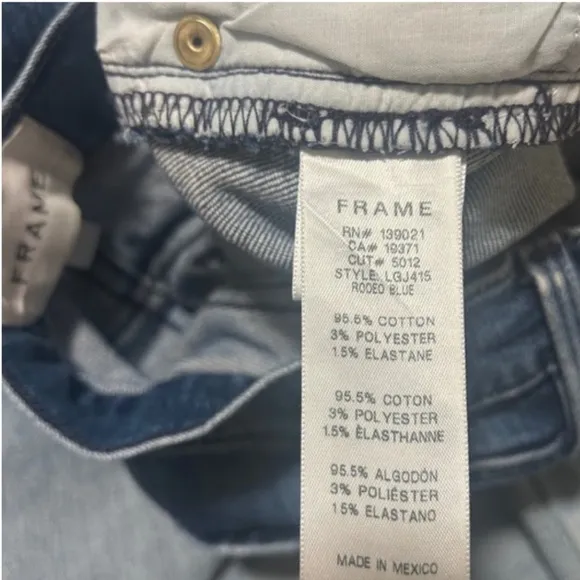 FRAME
FRAME
RN# 139021
CA# 19371
CUT# 5012
STYLE: LGJ415
RODEO BLUE
95.5% COTTON
3% POLYESTER
1.5% ELASTANE
95.5% COTON
3% POLYESTER
1.5% ÉLASTHANNE
95.5% ALGODÓN
3% POLIÉSTER
1.5% ELASTANO
MADE IN MEXICO